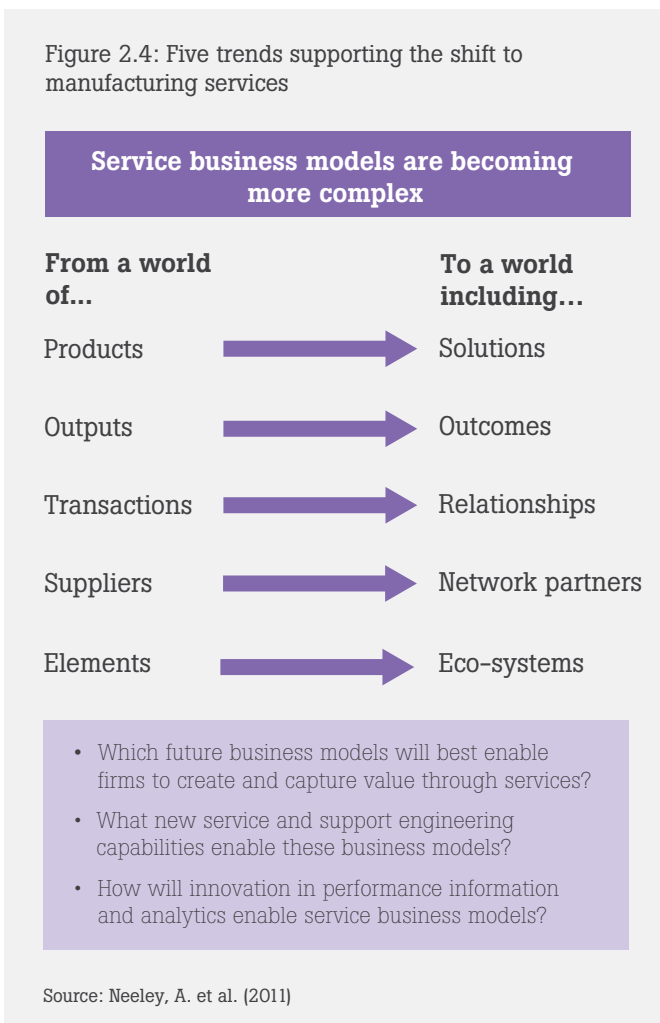 Figure 2.4: Five trends supporting the shift to
manufacturing services
Service business models are becoming
more complex
From a world
of...
To a world
including...
Products
Solutions
Outputs
Outcomes
Transactions
Relationships
Suppliers
Network partners
Elements
Eco-systems
• Which future business models will best enable
firms to create and capture value through services?
• What new service and support engineering
capabilities enable these business models?
• How will innovation in performance information
and analytics enable service business models?
Source: Neeley, A. et al. (2011)